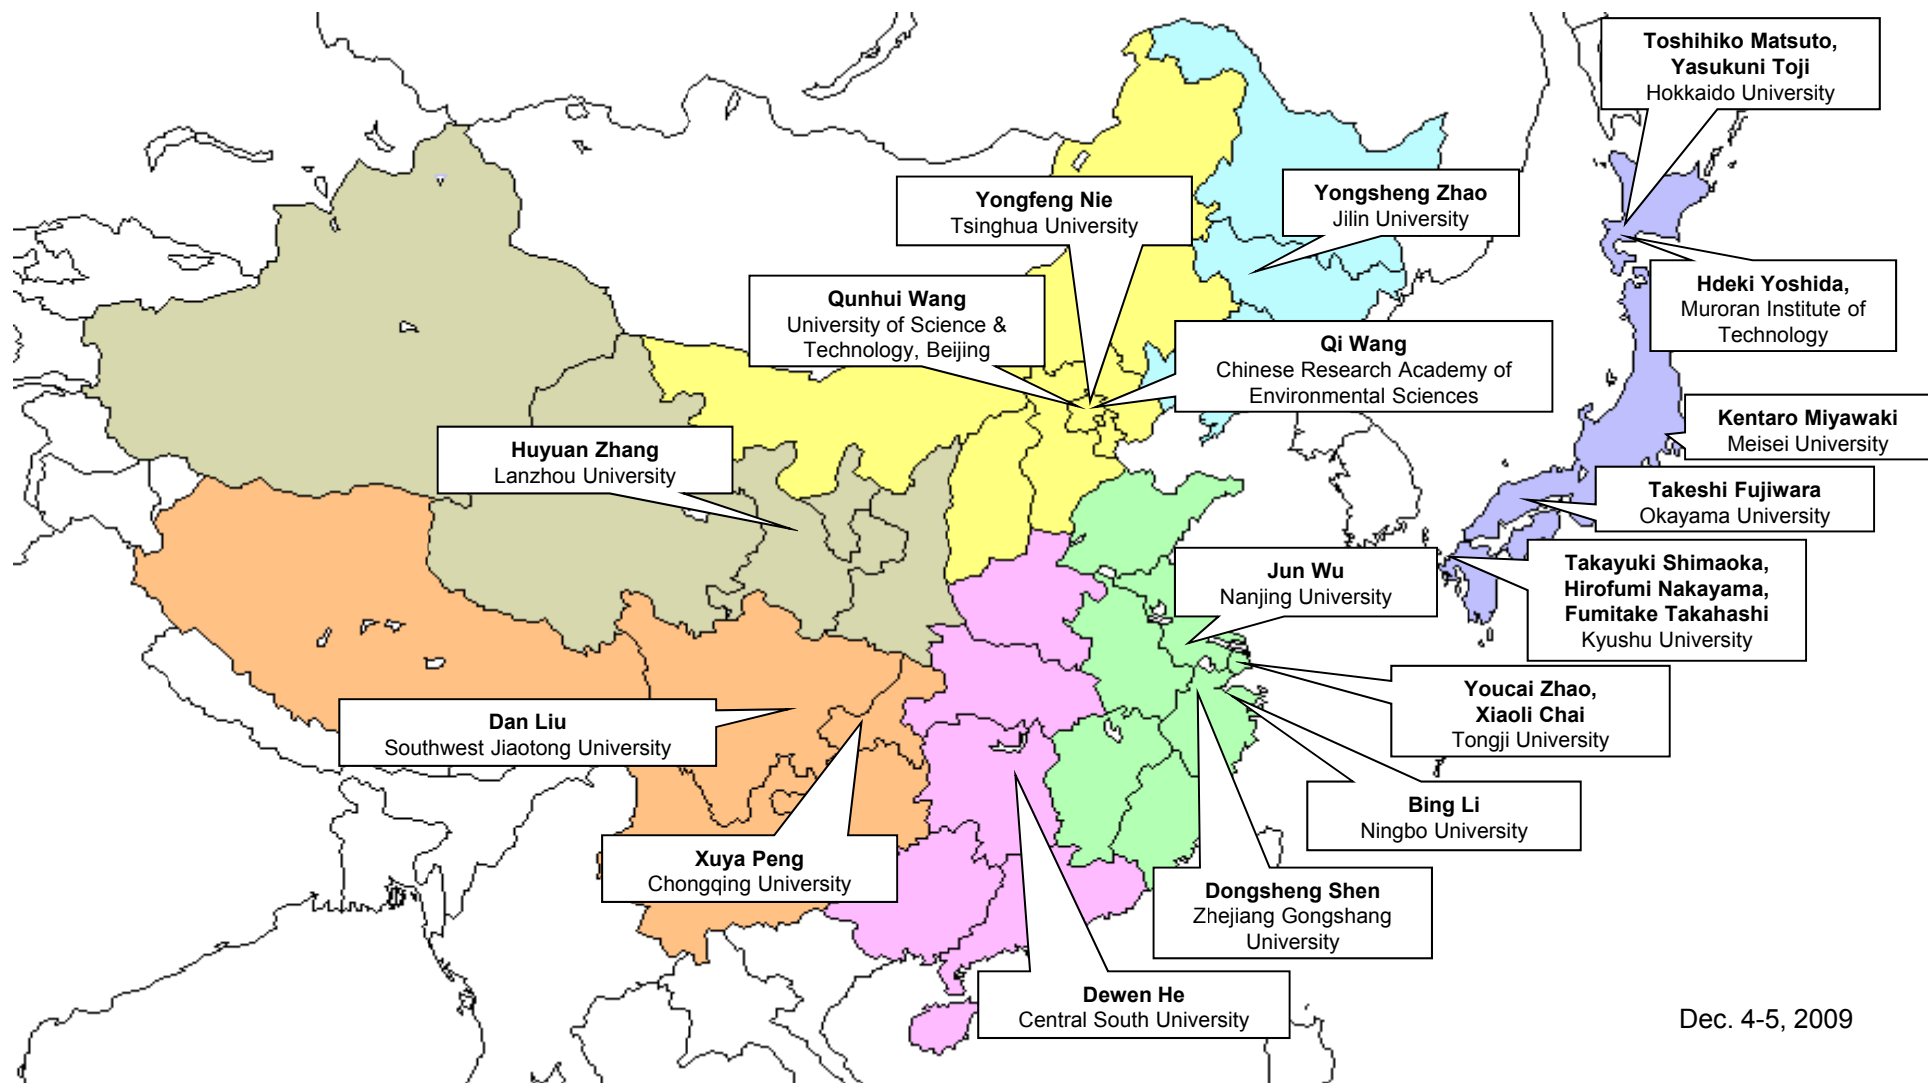 Toshihiko Matsuto,
Yasukuni Toji
Hokkaido University
Yongfeng Nie
Tsinghua University
Yongsheng Zhao
Jilin University
Hdeki Yoshida,
Muroran Institute of
Technology
Qunhui Wang
University of Science &
Technology, Beijing
Qi Wang
Chinese Research Academy of
Environmental Sciences
Kentaro Miyawaki
Meisei University
Huyuan Zhang
Lanzhou University
Takeshi Fujiwara
Okayama University
Jun Wu
Nanjing University
Takayuki Shimaoka,
Hirofumi Nakayama,
Fumitake Takahashi
Kyushu University
Dan Liu
Southwest Jiaotong University
Youcai Zhao,
Xiaoli Chai
Tongji University
Bing Li
Ningbo University
Xuya Peng
Chongqing University
Dongsheng Shen
Zhejiang Gongshang
University
Dewen He
Central South University
Dec. 4-5, 2009